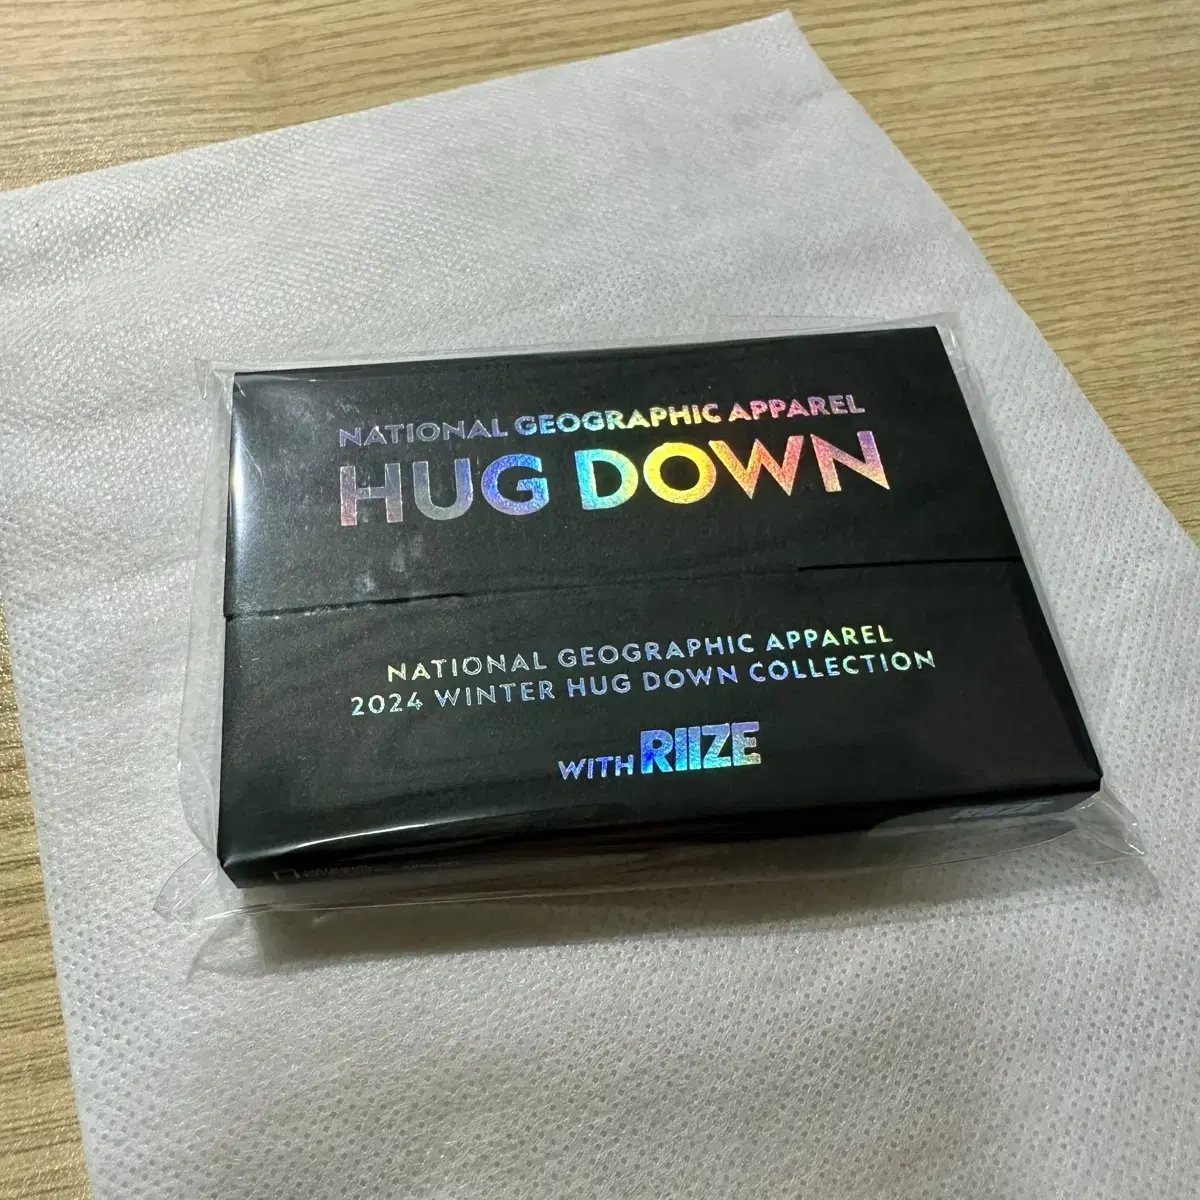 NATIONAL GEOGRAPHIC APPAREL
HUG DOWN
NATIONAL GEOGRAPHIC APPAREL
2024 WINTER HUG DOWN COLLECTION
WITH RIIZE